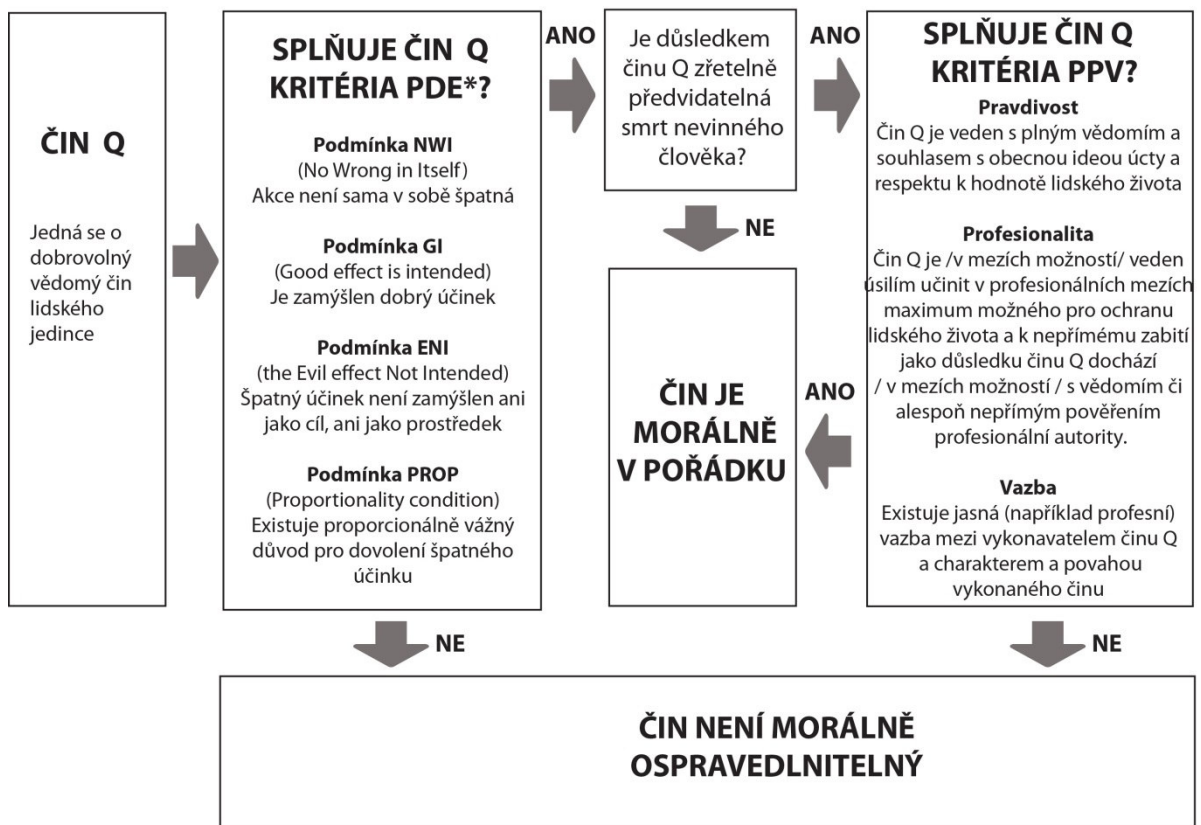 ČIN Q
Jedná se o
dobrovolný
vědomý čin
lidského
jedince
SPLŇUJE ČIN Q
KRITÉRIA PDE*?
Podmínka NWI
(No Wrong in Itself)
Akce není sama v sobě špatná
Podmínka GI
(Good effect is intended)
Je zamýšlen dobrý účinek
Podmínka ENI
(the Evil effect Not Intended)
Špatný účinek není zamýšlen ani
jako cíl, ani jako prostředek
Podmínka PROP
(Proportionality condition)
Existuje proporcionálně vážný
důvod pro dovolení špatného
účinku
ANO
Je důsledkem
činu Q zřetelně
předvidatelná
smrt nevinného
člověka?
NE
ANO
SPLŇUJE ČIN Q
KRITÉRIA PPV?
Pravdivost
Čin Q je veden s plným vědomím a
souhlasem s obecnou ideou úcty a
respektu k hodnotě lidského života
Profesionalita
Čin Q je /v mezích možností/ veden
úsilím učinit v profesionálních mezích
maximum možného pro ochranu
lidského života a k nepřímému zabití
jako důsledku činu Q dochází
/ v mezích možností / s vědomím či
alespoň nepřímým pověřením
profesionální autority.
Vazba
Existuje jasná (například profesní)
vazba mezi vykonavatelem činu Q
a charakterem a povahou
vykonaného činu
ANO
ČIN JE
MORÁLNĚ
V POŘÁDKU
NE
NE
ČIN NENÍ MORÁLNĚ
OSPRAVEDLNITELNÝ